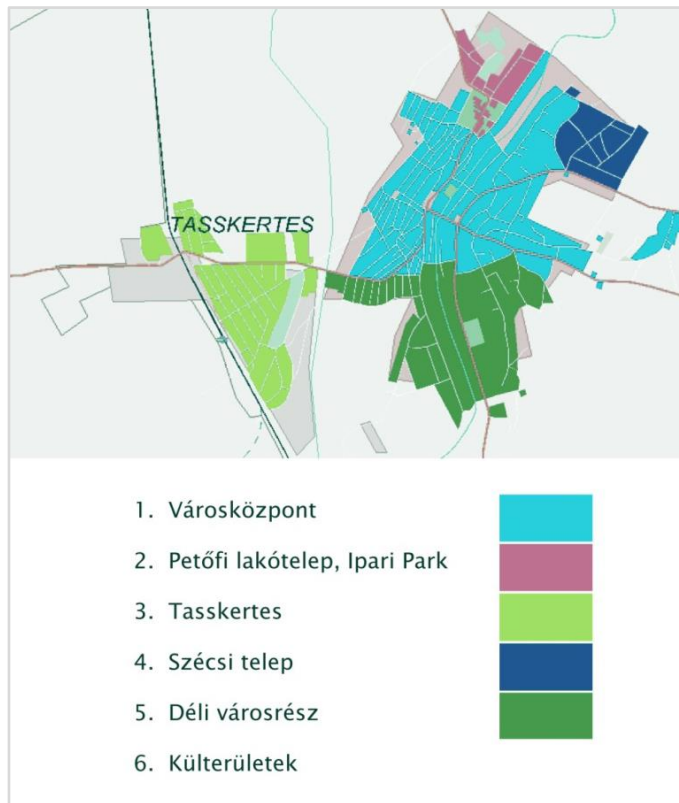 TASSKERTES
1. Városközpont
2. Petőfi lakótelep, Ipari Park
3. Tasskertes
4. Szécsi telep
5. Déli városrész
6. Külterületek